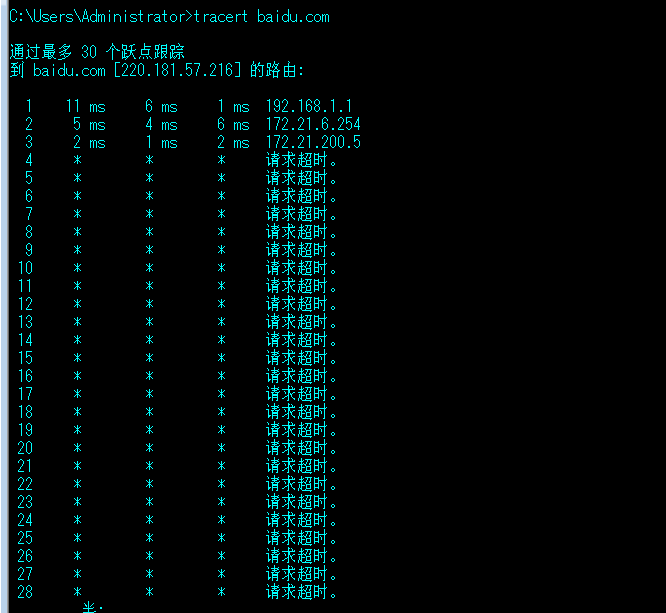 C:\Users\Administrator>tracert baidu.com
通过最多 30 个跃点跟踪
到 baidu.com [220.181.57.216] 的路由:
1 11 ms 6 ms 1 ms 192.168.1.1
2 5 ms 4 ms 6 ms 172.21.6.254
3 2 ms 1 ms 2 ms 172.21.200.5
4 * * * 请求超时。
5 * * * 请求超时。
6 * * * 请求超时。
7 * * * 请求超时。
8 * * * 请求超时。
9 * * * 请求超时。
10 * * * 请求超时。
11 * * * 请求超时。
12 * * * 请求超时。
13 * * * 请求超时。
14 * * * 请求超时。
15 * * * 请求超时。
16 * * * 请求超时。
17 * * * 请求超时。
18 * * * 请求超时。
19 * * * 请求超时。
20 * * * 请求超时。
21 * * * 请求超时。
22 * * * 请求超时。
23 * * * 请求超时。
24 * * * 请求超时。
25 * * * 请求超时。
26 * * * 请求超时。
27 * * * 请求超时。
28 * * * 请求超时。
半: